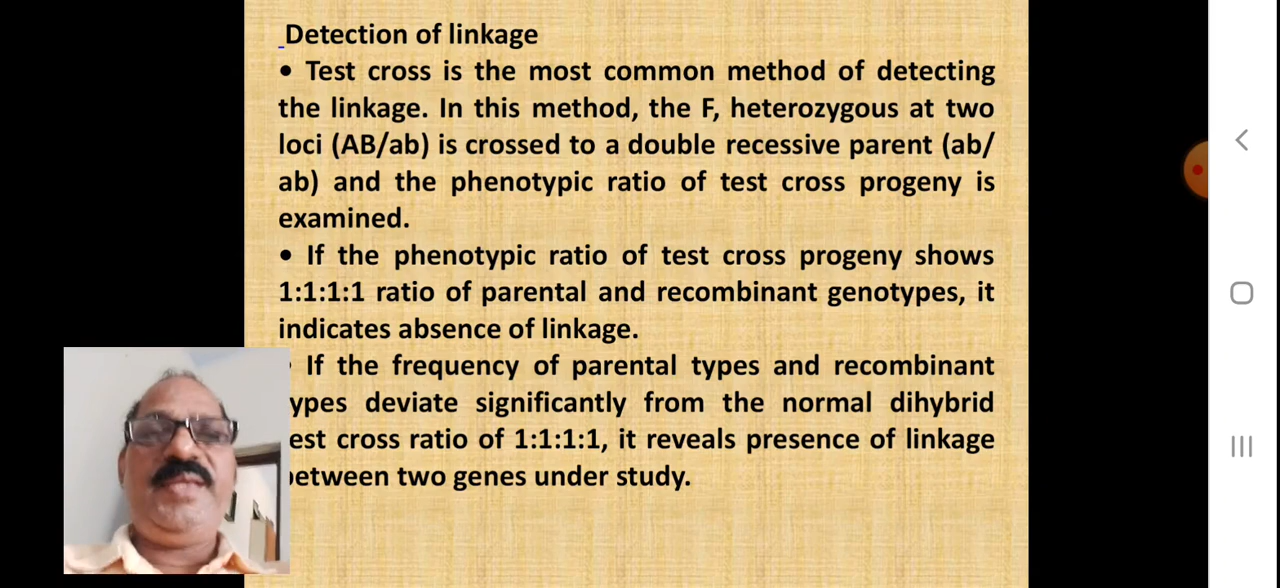 Detection of linkage
• Test cross is the most common method of detecting
the linkage. In this method, the F, heterozygous at two
loci (AB/ab) is crossed to a double recessive parent (ab/
ab) and the phenotypic ratio of test cross progeny is
examined.
• If the phenotypic ratio of test cross progeny shows
1:1:1:1 ratio of parental and recombinant genotypes, it
indicates absence of linkage.
If the frequency of parental types and recombinant
ypes deviate significantly from the normal dihybrid
est cross ratio of 1:1:1:1, it reveals presence of linkage
etween two genes under study.